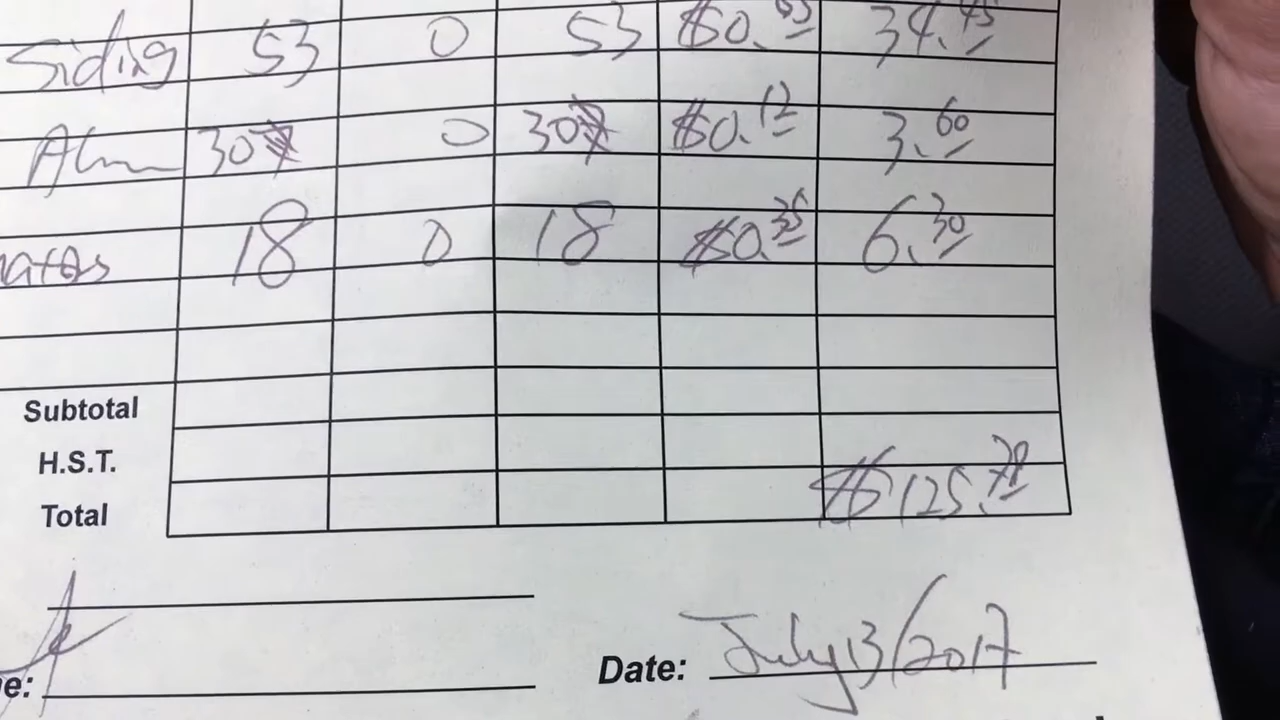 Siding 53 0 53 $0.65 34.45
Alum 30# 0 30# $0.12 3.60
18 0 18 $0.35 6.30
Subtotal
H.S.T.
Total $125.70
Date: July 13/2017